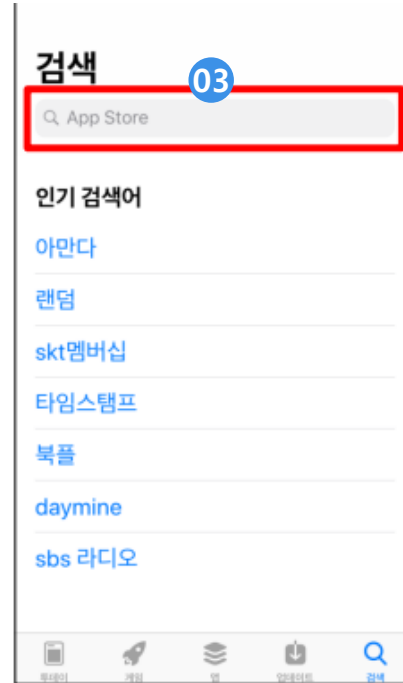 검색
03
App Store
인기 검색어
아만다
랜덤
skt멤버십
타임스탬프
북플
daymine
sbs 라디오
투데이
게임
앱
업데이트
검색